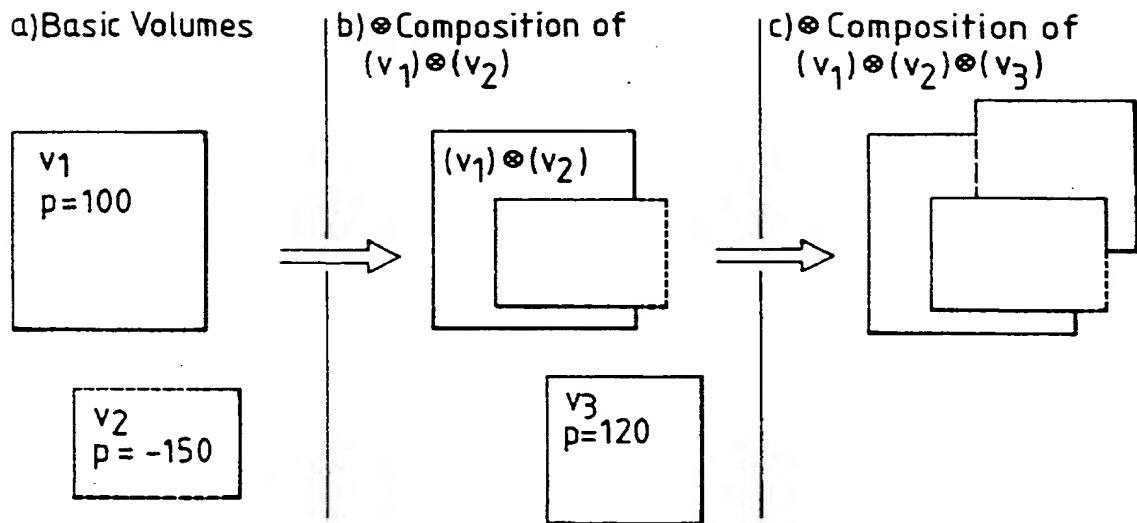 a)Basic Volumes
v1
p=100
v2
p = -150
b) ⊗ Composition of
(v1) ⊗ (v2)
(v1) ⊗ (v2)
v3
p=120
c) ⊗ Composition of
(v1) ⊗ (v2) ⊗ (v3)